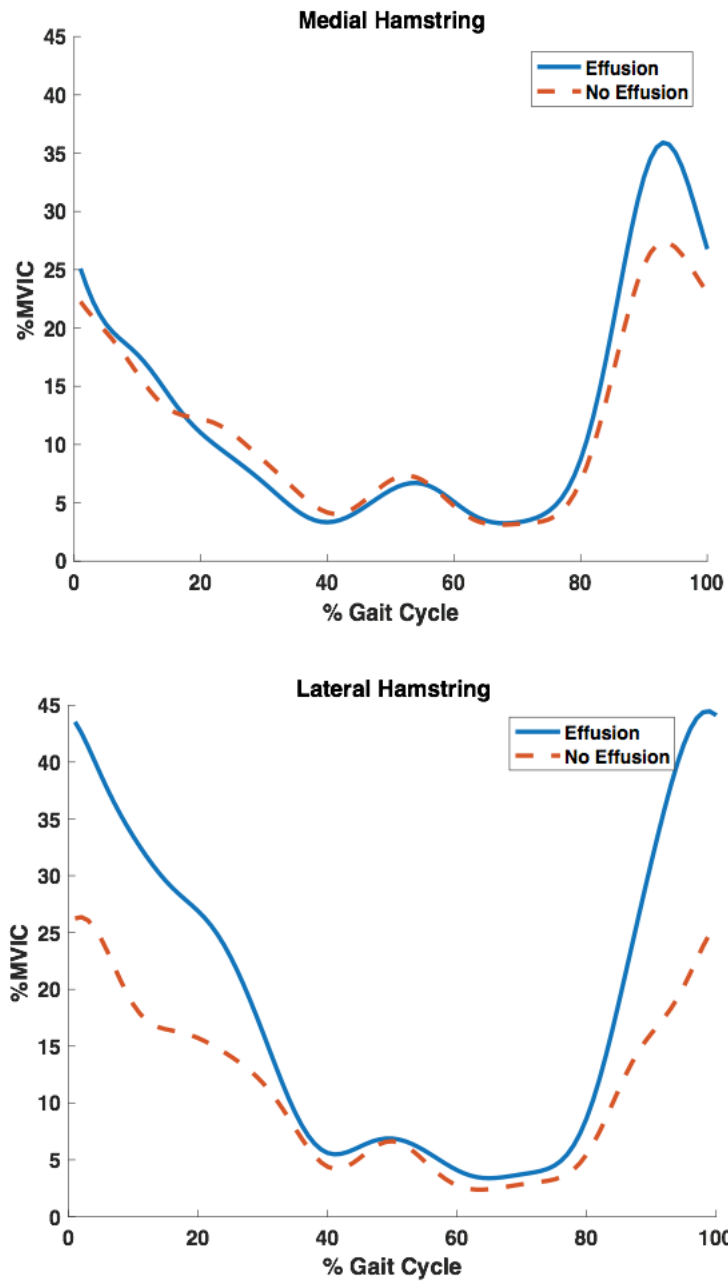 Medial Hamstring
45
40
35
30
25
20
15
10
5
0
%MVIC
Effusion
No Effusion
0 20 40 60 80 100
% Gait Cycle
Lateral Hamstring
45
40
35
30
25
20
15
10
5
0
%MVIC
Effusion
No Effusion
0 20 40 60 80 100
% Gait Cycle